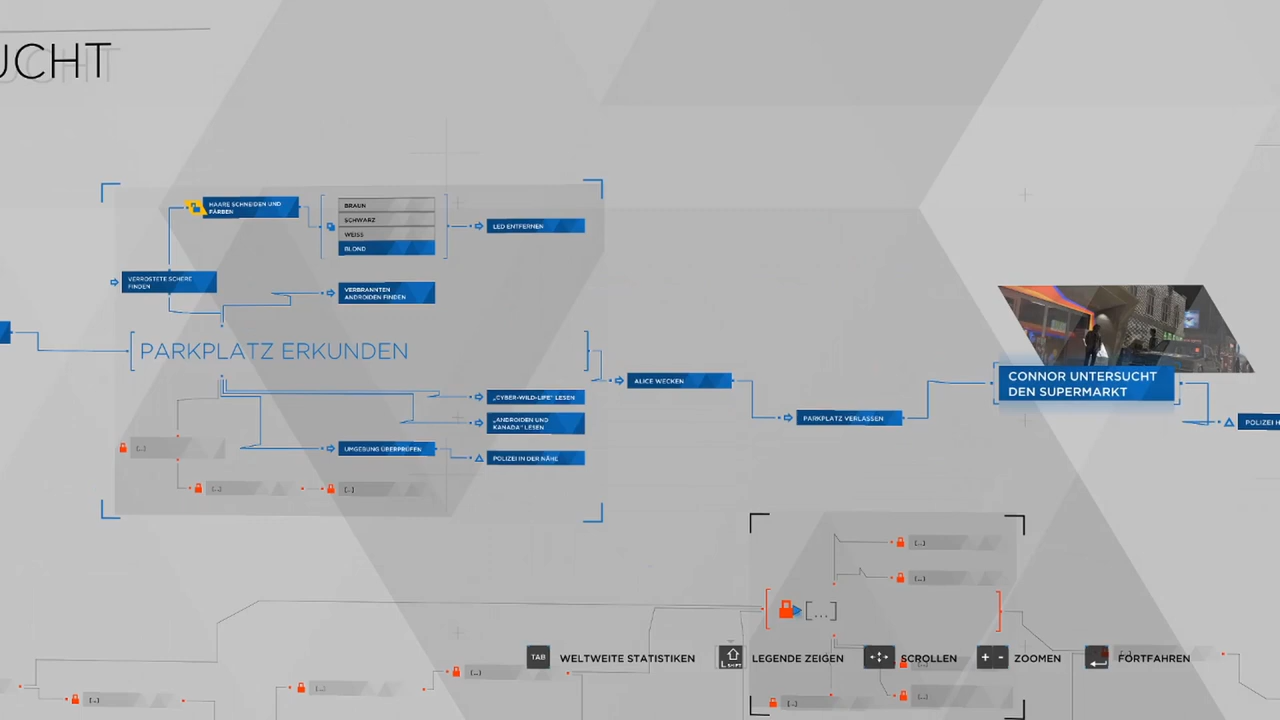 UCHT
HAARE SCHNEIDEN UND
FÄRBEN
BRAUN
SCHWARZ
WEISS
BLOND
LED ENTFERNEN
VERROSTETE SCHERE
FINDEN
VERBRANNTEN
ANDROIDEN FINDEN
PARKPLATZ ERKUNDEN
ALICE WECKEN
CONNOR UNTERSUCHT
DEN SUPERMARKT
„CYBER-WILD-LIFE" LESEN
„ANDROIDEN UND
KANADA" LESEN
PARKPLATZ VERLASSEN
POLIZEI H
[...]
UMGEBUNG ÜBERPRÜFEN
POLIZEI IN DER NÄHE
[...]
[...]
[...]
[...]
[...]
TAB WELTWEITE STATISTIKEN
SHIFT LEGENDE ZEIGEN
SCROLLEN
+ - ZOOMEN
FORTFAHREN
[...]
[...]
[...]
[...]
[...]
[...]